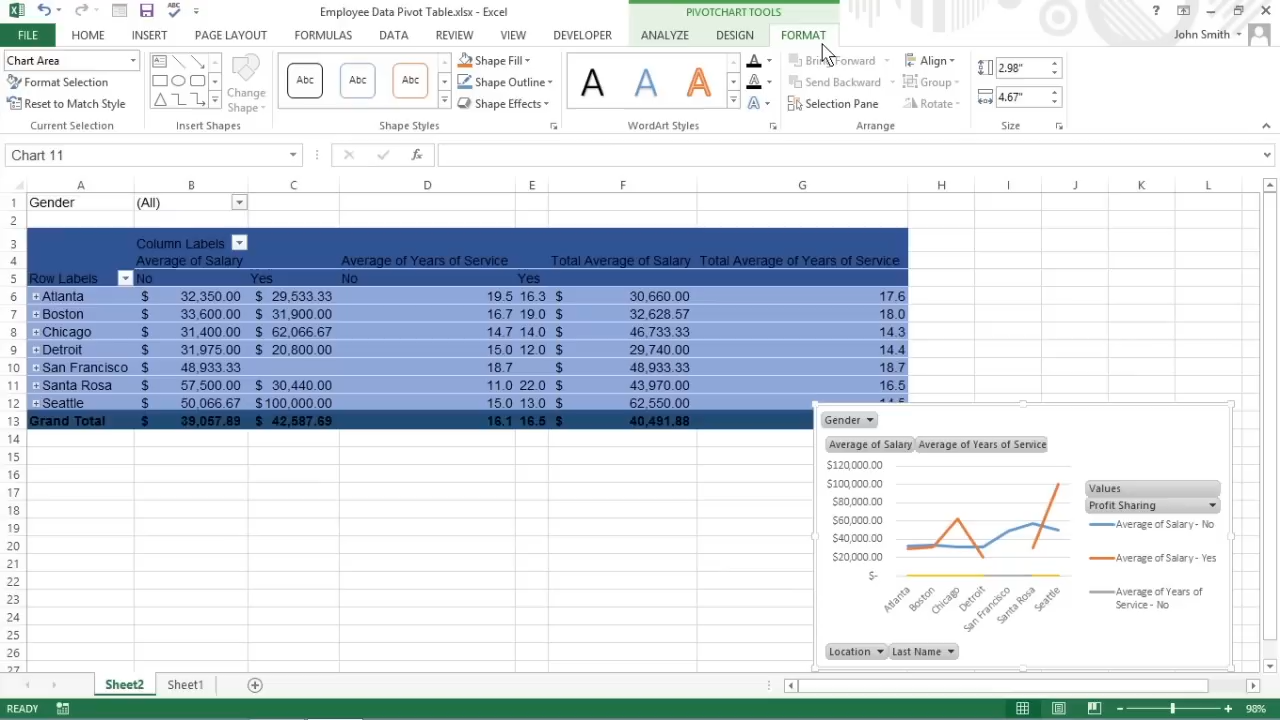 Employee Data Pivot Table.xlsx - Excel
PIVOTCHART TOOLS
FILE HOME INSERT PAGE LAYOUT FORMULAS DATA REVIEW VIEW DEVELOPER ANALYZE DESIGN FORMAT John Smith
Chart Area
Format Selection
Reset to Match Style
Current Selection
Change
Shape
Insert Shapes
Abc Abc Abc
Shape Fill
Shape Outline
Shape Effects
Shape Styles
A A A
WordArt Styles
Bring Forward
Send Backward
Selection Pane
Align
Group
Rotate
Arrange
2.98"
4.67"
Size
Chart 11
fx
A B C D E F G H I J K L
1 Gender (All)
2
3 Column Labels
4 Average of Salary Average of Years of Service Total Average of Salary Total Average of Years of Service
5 Row Labels No Yes No Yes
6 Atlanta $ 32,350.00 $ 29,533.33 19.5 16.3 $ 30,660.00 17.6
7 Boston $ 33,600.00 $ 31,900.00 16.7 19.0 $ 32,628.57 18.0
8 Chicago $ 31,400.00 $ 62,066.67 14.7 14.0 $ 46,733.33 14.3
9 Detroit $ 31,975.00 $ 20,800.00 15.0 12.0 $ 29,740.00 14.4
10 San Francisco $ 48,933.33 18.7 $ 48,933.33 18.7
11 Santa Rosa $ 57,500.00 $ 30,440.00 11.0 22.0 $ 43,970.00 16.5
12 Seattle $ 50,066.67 $100,000.00 15.0 13.0 $ 62,550.00
13 Grand Total $ 39,057.89 $ 42,587.69 16.1 16.5 $ 40,491.88
14
15
16
17
18
19
20
21
22
23
24
25
26
27
Gender
Average of Salary Average of Years of Service
$120,000.00
$100,000.00
$80,000.00
$60,000.00
$40,000.00
$20,000.00
$-
Atlanta
Boston
Chicago
Detroit
San Francisco
Santa Rosa
Seattle
Values
Profit Sharing
Average of Salary - No
Average of Salary - Yes
Average of Years of
Service - No
Location Last Name
Sheet2 Sheet1
READY 98%